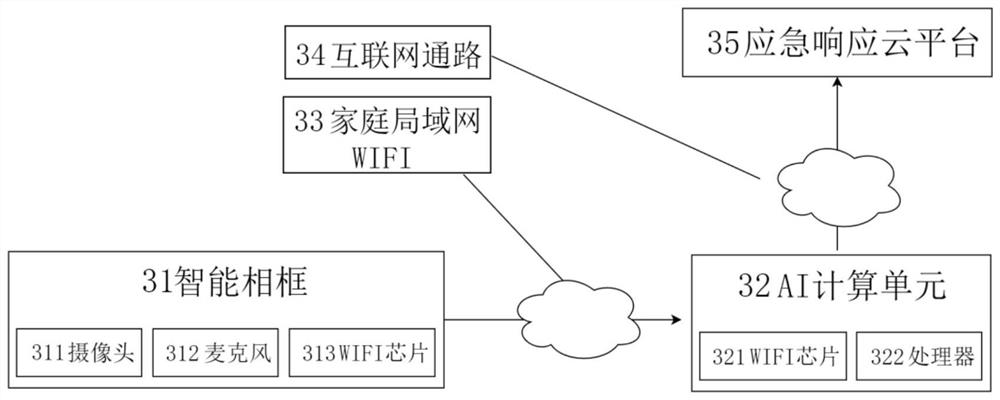 34互联网通路
35应急响应云平台
33家庭局域网
WIFI
31智能相框
311摄像头
312麦克风
313WIFI芯片
32AI计算单元
321WIFI芯片
322处理器